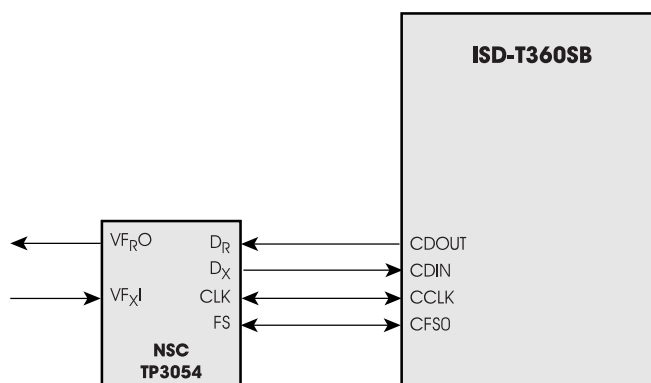 ISD-T360SB
VFRO DR CDOUT
DX CDIN
VFXI CLK CCLK
FS CFS0
NSC
TP3054